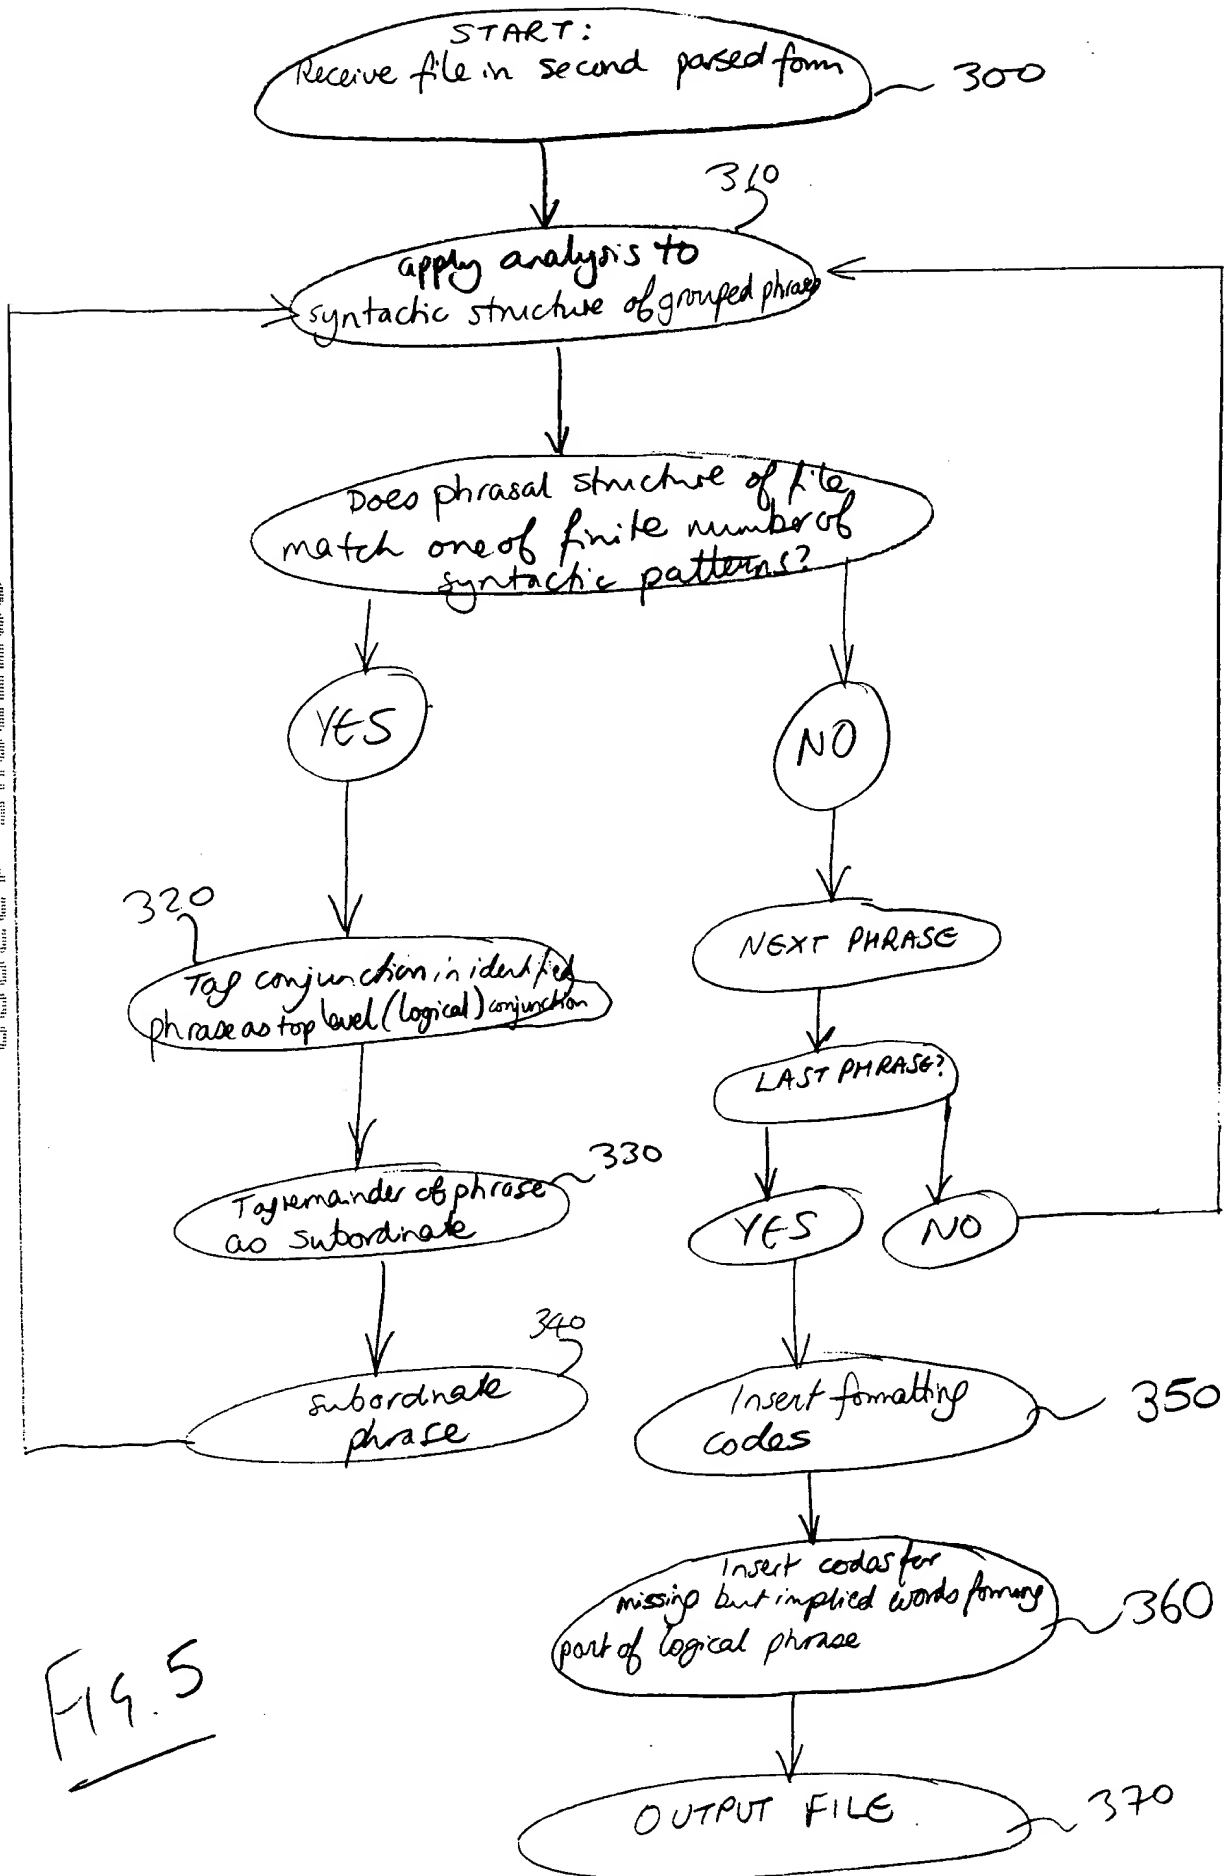 START:
Receive file in second parsed form
300
310
apply analysis to
syntactic structure of grouped phrases
Does phrasal structure of file
match one of finite number of
syntactic patterns?
YES
NO
320
Tag conjunction in identified
phrase as top level (logical) conjunction
NEXT PHRASE
LAST PHRASE?
330
Tag remainder of phrase
as subordinate
YES
NO
340
subordinate
phrase
Insert formatting
codes
350
Insert codes for
missing but implied words forming
part of logical phrase
360
FIG. 5
OUTPUT FILE
370